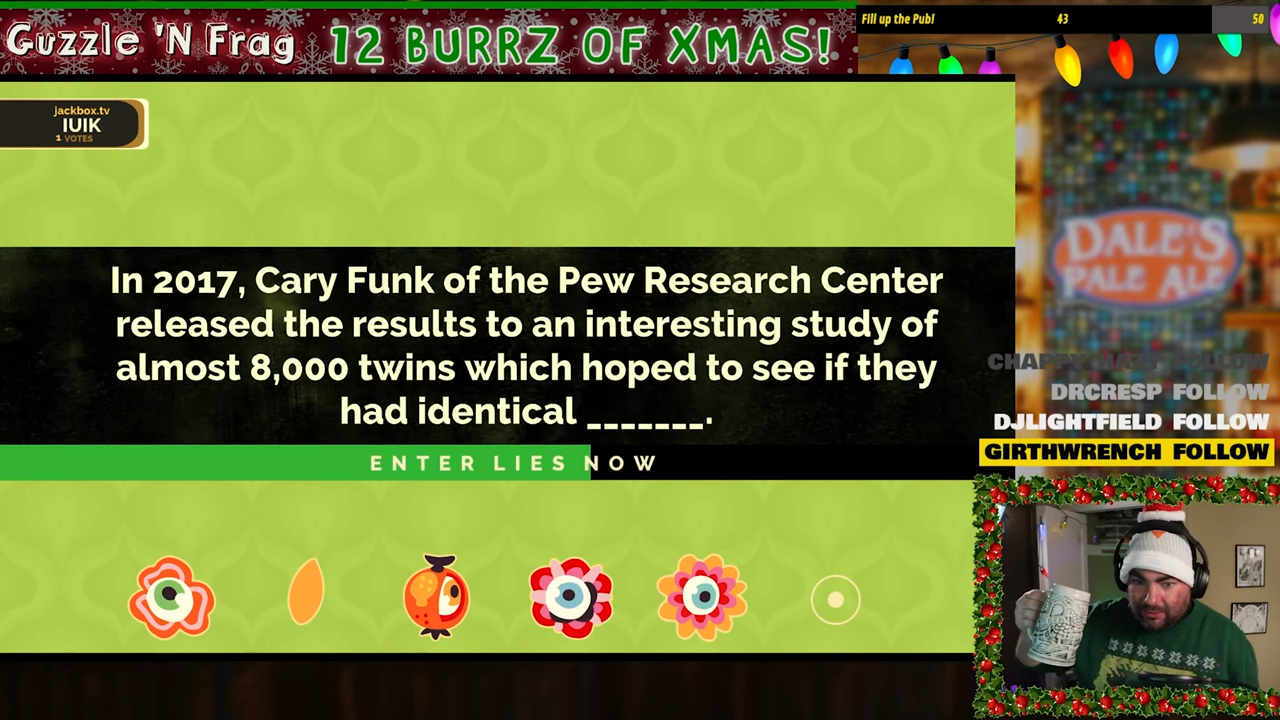 Guzzle 'N Frag
12 BURRZ OF XMAS!
Fill up the Pub!
43
50
jackbox.tv
IUIK
1 VOTES
In 2017, Cary Funk of the Pew Research Center
released the results to an interesting study of
almost 8,000 twins which hoped to see if they
had identical _______.
ENTER LIES NOW
DALE'S
PALE ALE
DRCRESP FOLLOW
DJLIGHTFIELD FOLLOW
GIRTHWRENCH FOLLOW